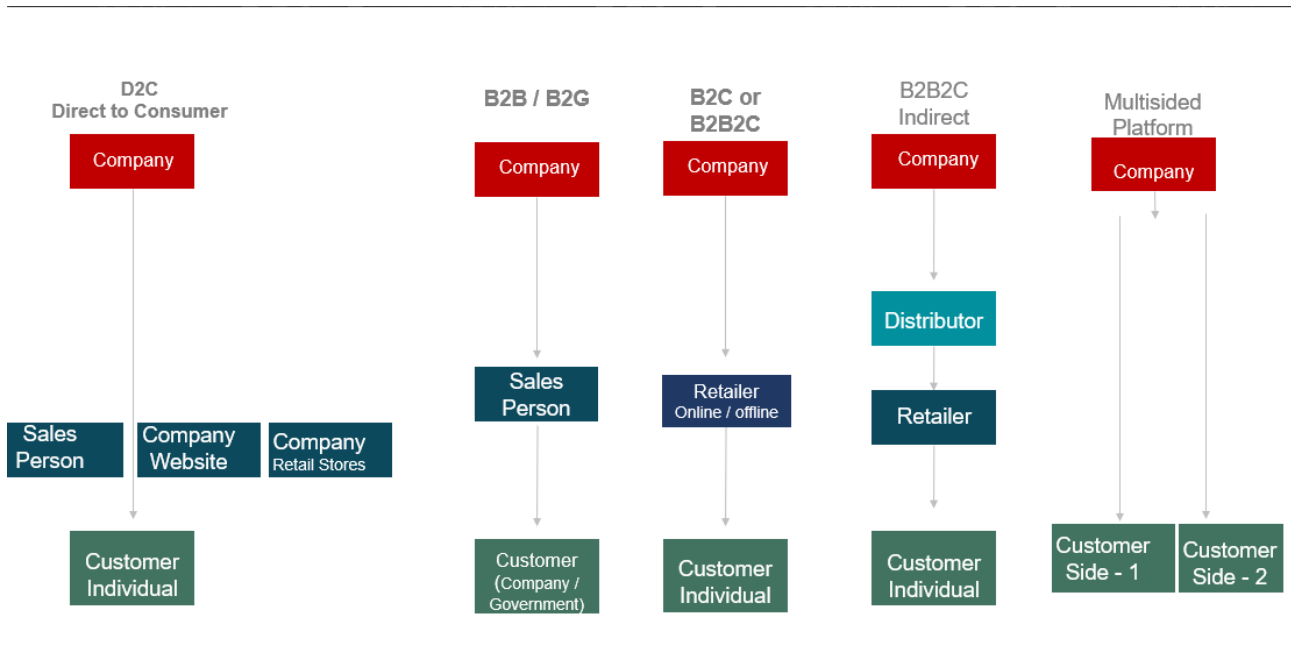 D2C
Direct to Consumer
Company
Sales
Person
Company
Website
Company
Retail Stores
Customer
Individual
B2B / B2G
Company
Sales
Person
Customer
(Company /
Government)
B2C or
B2B2C
Company
Retailer
Online / offline
Customer
Individual
B2B2C
Indirect
Company
Distributor
Retailer
Customer
Individual
Multisided
Platform
Company
Customer
Side - 1
Customer
Side - 2